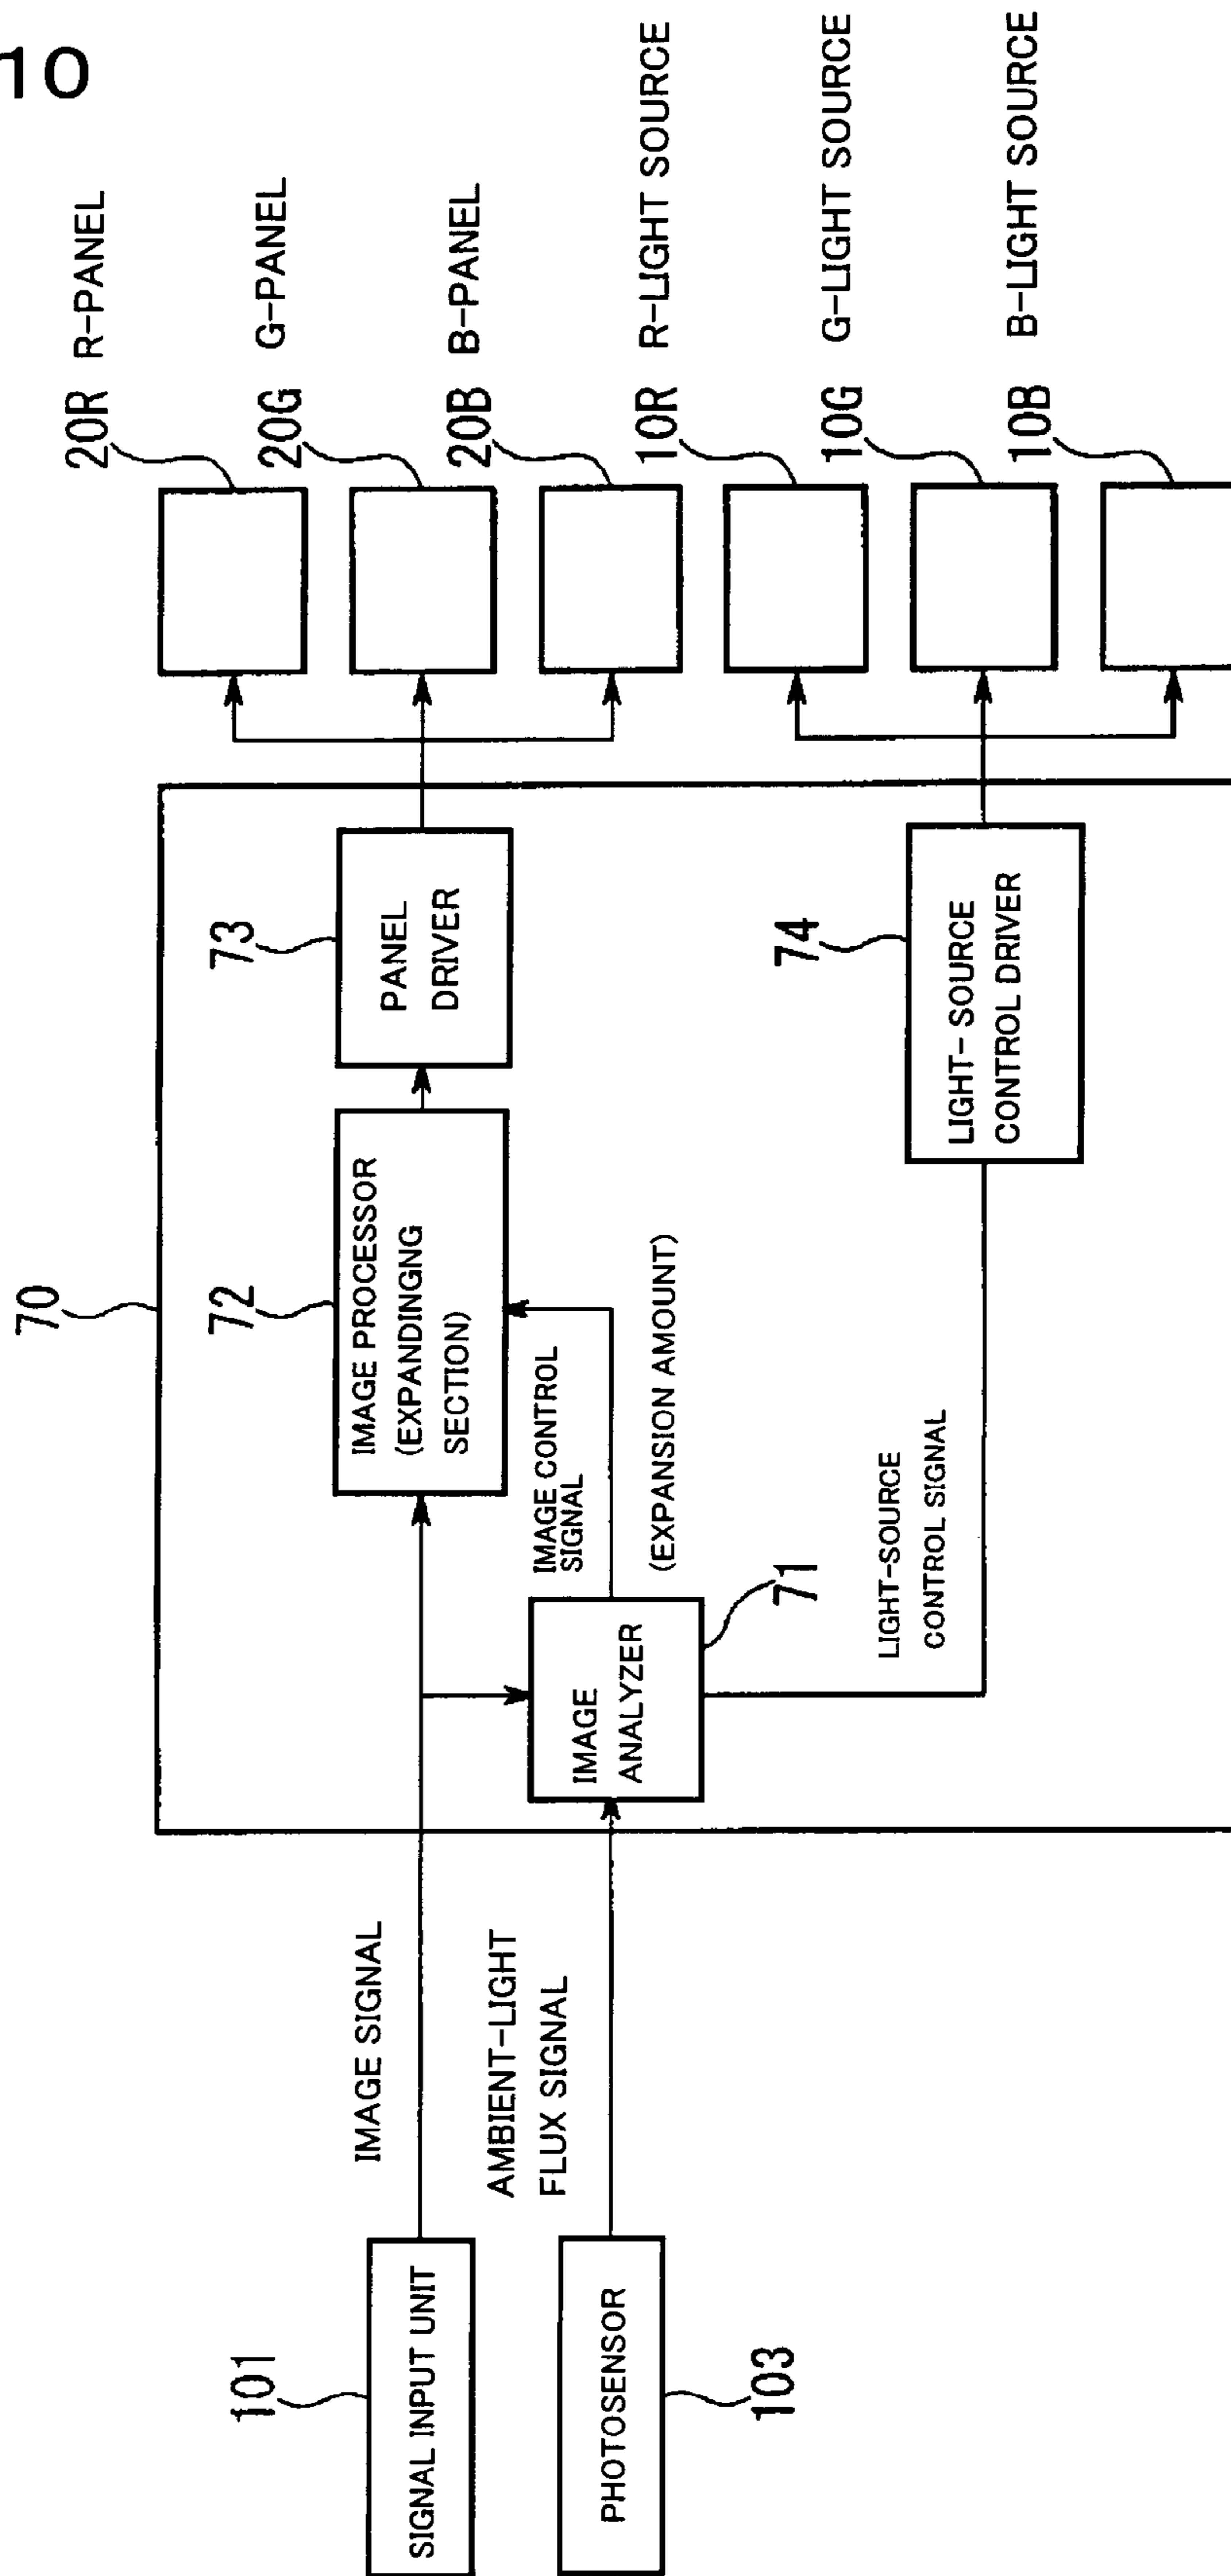 10
70
20R R-PANEL
20G G-PANEL
20B B-PANEL
10R R-LIGHT SOURCE
10G G-LIGHT SOURCE
10B B-LIGHT SOURCE
101
SIGNAL INPUT UNIT
IMAGE SIGNAL
72
IMAGE PROCESSOR
(EXPANDINGNG
SECTION)
73
PANEL
DRIVER
PHOTOSENSOR
103
AMBIENT-LIGHT
FLUX SIGNAL
IMAGE
ANALYZER
71
IMAGE CONTROL
SIGNAL
(EXPANSION AMOUNT)
LIGHT-SOURCE
CONTROL SIGNAL
74
LIGHT-SOURCE
CONTROL DRIVER